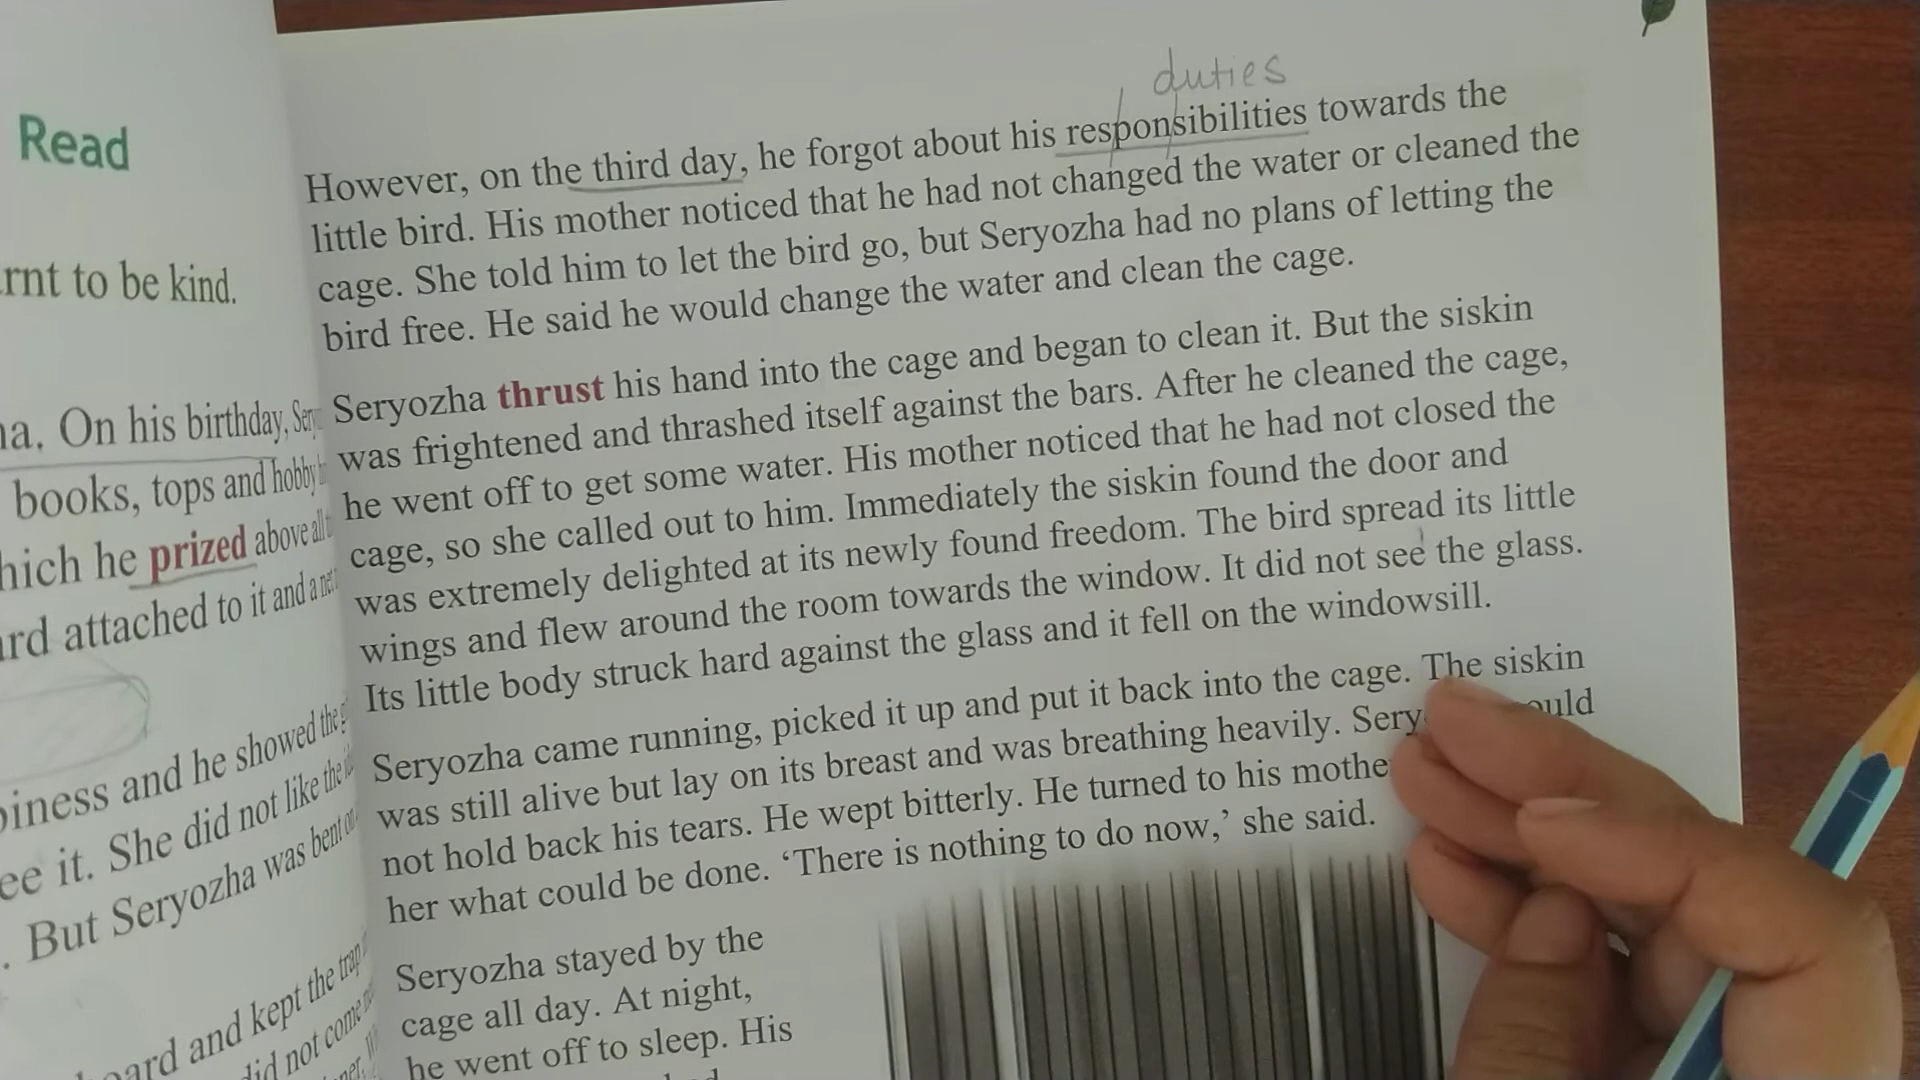 Read
rnt to be kind.
a. On his birthday,
books, tops and hobby
hich he prized above all
ard attached to it and a net
piness and he showed the
ee it. She did not like the
. But Seryozha was bent on
board and kept the trap
did not come
duties
However, on the third day, he forgot about his responsibilities towards the
little bird. His mother noticed that he had not changed the water or cleaned the
cage. She told him to let the bird go, but Seryozha had no plans of letting the
bird free. He said he would change the water and clean the cage.
Seryozha thrust his hand into the cage and began to clean it. But the siskin
was frightened and thrashed itself against the bars. After he cleaned the cage,
he went off to get some water. His mother noticed that he had not closed the
cage, so she called out to him. Immediately the siskin found the door and
was extremely delighted at its newly found freedom. The bird spread its little
wings and flew around the room towards the window. It did not see the glass.
Its little body struck hard against the glass and it fell on the windowsill.
Seryozha came running, picked it up and put it back into the cage. The siskin
was still alive but lay on its breast and was breathing heavily. Sery ould
not hold back his tears. He wept bitterly. He turned to his mothe
her what could be done. ‘There is nothing to do now,’ she said.
Seryozha stayed by the
cage all day. At night,
he went off to sleep. His